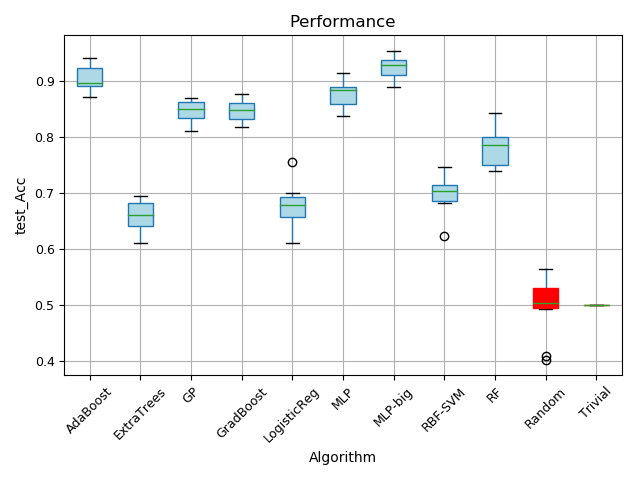 Performance
test_Acc
0.9
0.8
0.7
0.6
0.5
0.4
AdaBoost
ExtraTrees
GP
GradBoost
LogisticReg
MLP
MLP-big
RBF-SVM
RF
Random
Trivial
Algorithm